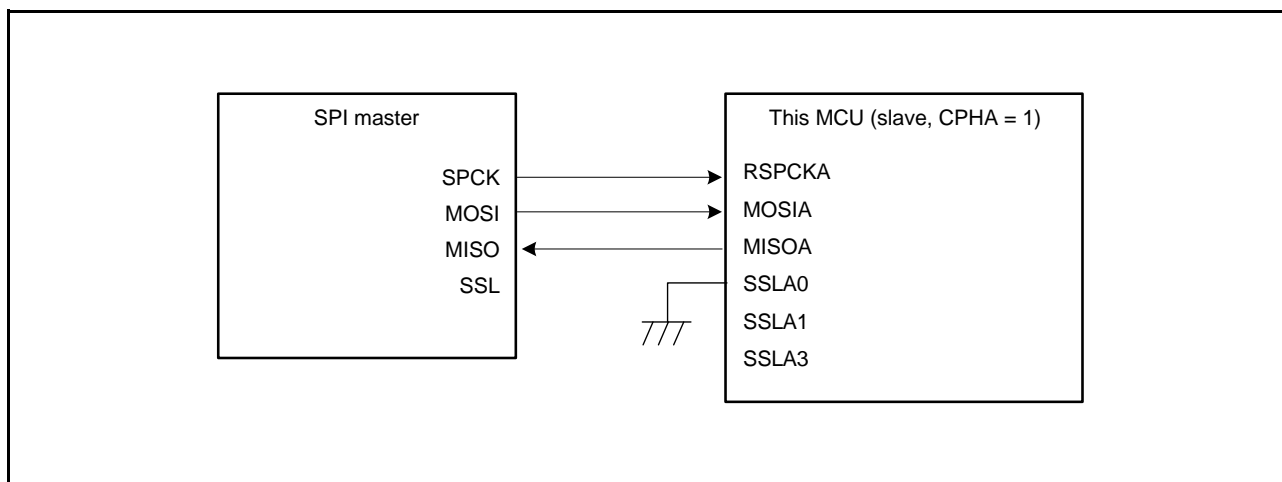 SPI master
SPCK
MOSI
MISO
SSL
This MCU (slave, CPHA = 1)
RSPCKA
MOSIA
MISOA
SSLA0
SSLA1
SSLA3